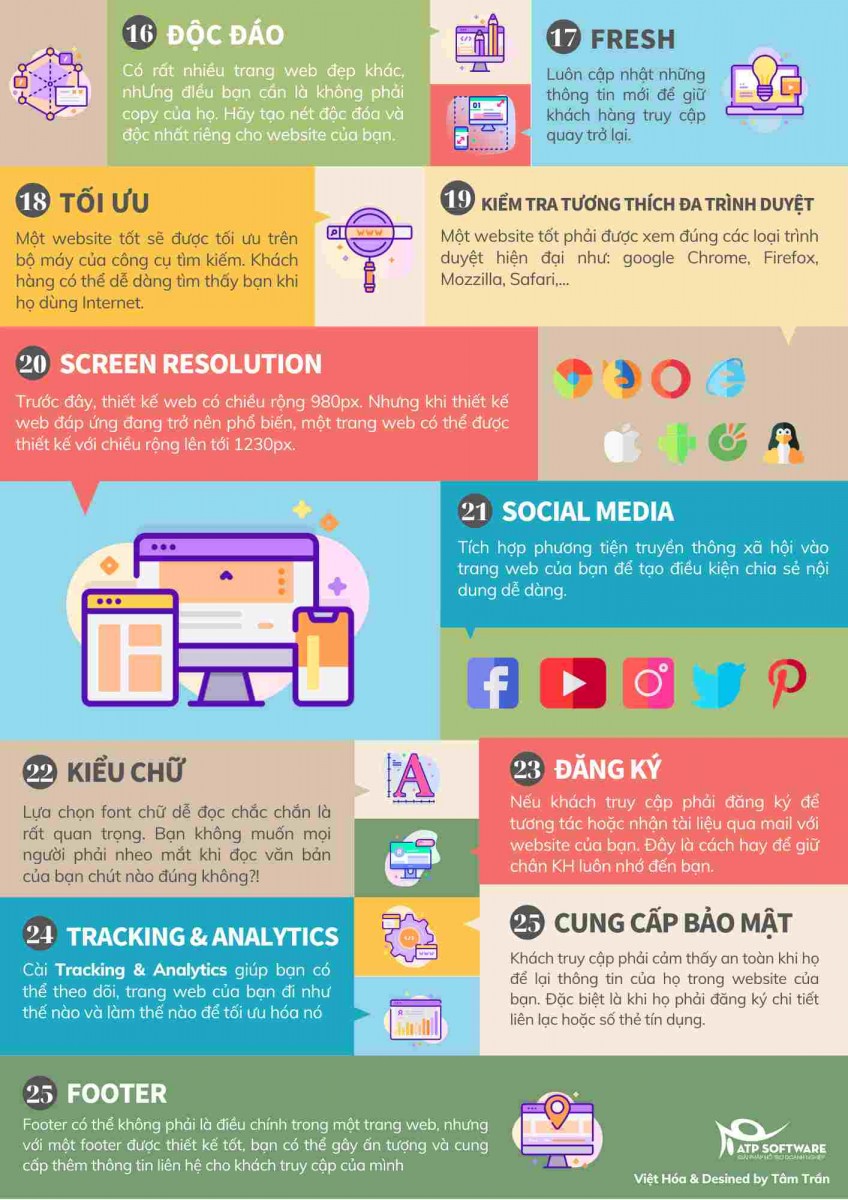 16 ĐỘC ĐÁO
Có rất nhiều trang web đẹp khác,
nhƯng đIều bạn cần là không phải
copy của họ. Hãy tạo nét độc đóa và
độc nhất riêng cho website của bạn.
17 FRESH
Luôn cập nhật những
thông tin mới để giữ
khách hàng truy cập
quay trở lại.
01
18 TỐI ƯU
Một website tốt sẽ được tối ưu trên
bộ máy của công cụ tìm kiếm. Khách
hàng có thể dễ dàng tìm thấy bạn khi
họ dùng Internet.
WWW
19 KIỂM TRA TƯƠNG THÍCH ĐA TRÌNH DUYỆT
Một website tốt phải được xem đúng các loại trình
duyệt hiện đại như: google Chrome, Firefox,
Mozzilla, Safari,...
20 SCREEN RESOLUTION
Trước đây, thiết kế web có chiều rộng 980px. Nhưng khi thiết kế
web đáp ứng đang trở nên phổ biến, một trang web có thể được
thiết kế với chiều rộng lên tới 1230px.
21 SOCIAL MEDIA
Tích hợp phương tiện truyền thông xã hội vào
trang web của bạn để tạo điều kiện chia sẻ nội
dung dễ dàng.
22 KIỂU CHỮ
Lựa chọn font chữ dễ đọc chắc chắn là
rất quan trọng. Bạn không muốn mọi
người phải nheo mắt khi đọc văn bản
của bạn chút nào đúng không?!
A
23 ĐĂNG KÝ
Nếu khách truy cập phải đăng ký để
tương tác hoặc nhận tài liệu qua mail với
website của bạn. Đây là cách hay để giữ
chân KH luôn nhớ đến bạn.
24 TRACKING & ANALYTICS
Cài Tracking & Analytics giúp bạn có
thể theo dõi, trang web của bạn đi như
thế nào và làm thế nào để tối ưu hóa nó
25 CUNG CẤP BẢO MẬT
Khách truy cập phải cảm thấy an toàn khi họ
để lại thông tin của họ trong website của
bạn. Đặc biệt là khi họ phải đăng ký chi tiết
liên lạc hoặc số thẻ tín dụng.
25 FOOTER
Footer có thể không phải là điều chính trong một trang web, nhưng
với một footer được thiết kế tốt, bạn có thể gây ấn tượng và cung
cấp thêm thông tin liên hệ cho khách truy cập của mình
ATP SOFTWARE
GIẢI PHÁP HỖ TRỢ DOANH NGHIỆP
Việt Hóa & Desined by Tâm Trần